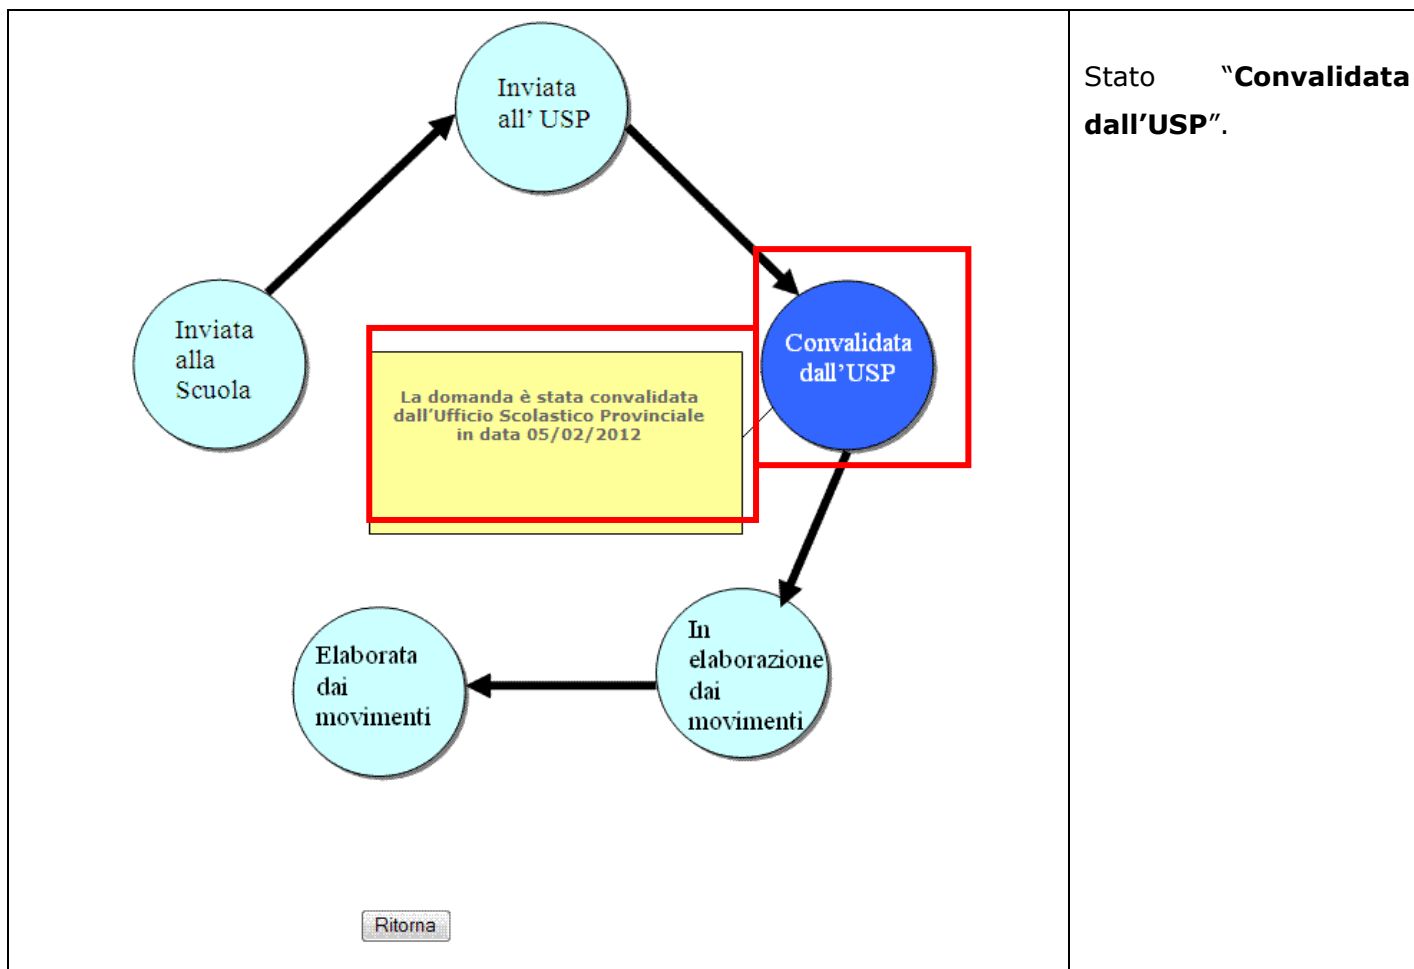 Inviata
all' USP
Stato "Convalidata
dall'USP".
Inviata
alla
Scuola
Convalidata
dall'USP
La domanda è stata convalidata
dall'Ufficio Scolastico Provinciale
in data 05/02/2012
In
elaborazione
dai
movimenti
Elaborata
dai
movimenti
Ritorna